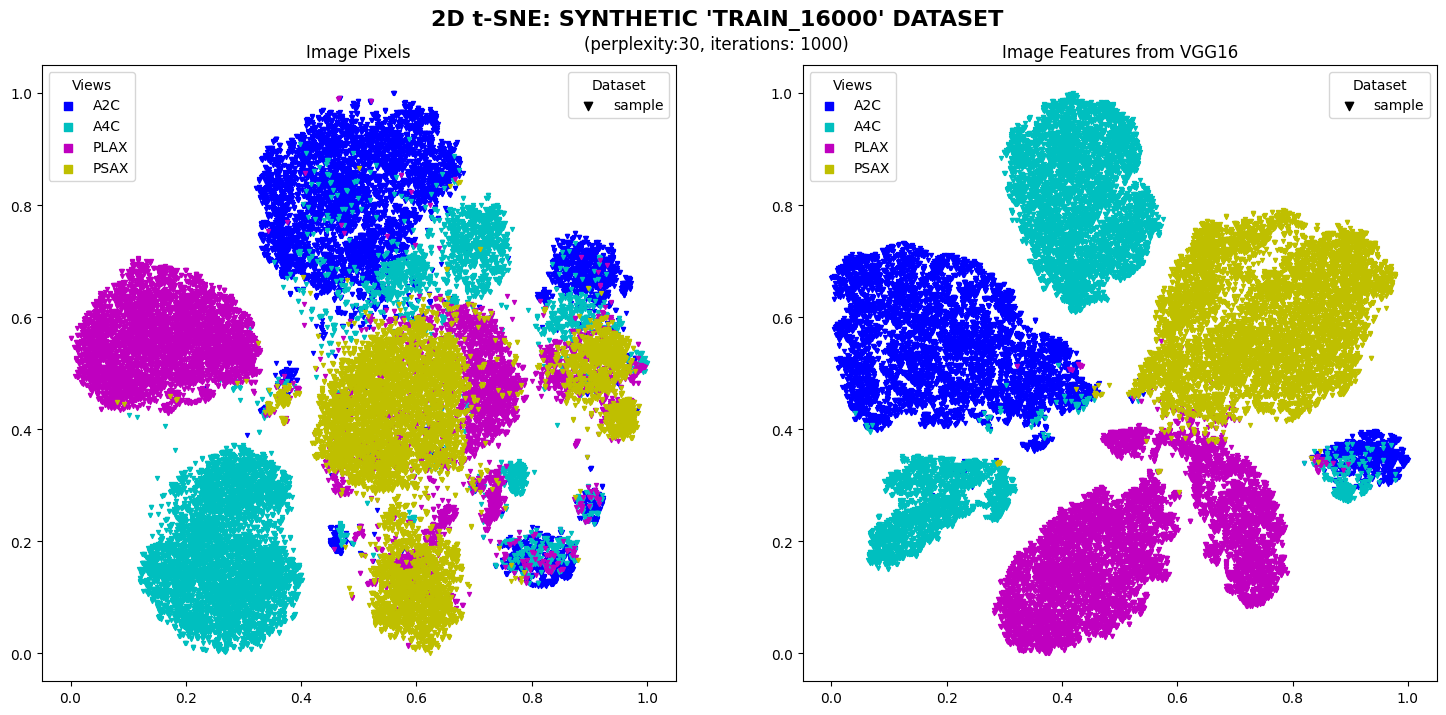 2D t-SNE: SYNTHETIC 'TRAIN_16000' DATASET
(perplexity:30, iterations: 1000)
Image Pixels
Views
A2C
A4C
PLAX
PSAX
Dataset
sample
1.0
0.8
0.6
0.4
0.2
0.0
0.0 0.2 0.4 0.6 0.8 1.0
Image Features from VGG16
Views
A2C
A4C
PLAX
PSAX
Dataset
sample
1.0
0.8
0.6
0.4
0.2
0.0
0.0 0.2 0.4 0.6 0.8 1.0